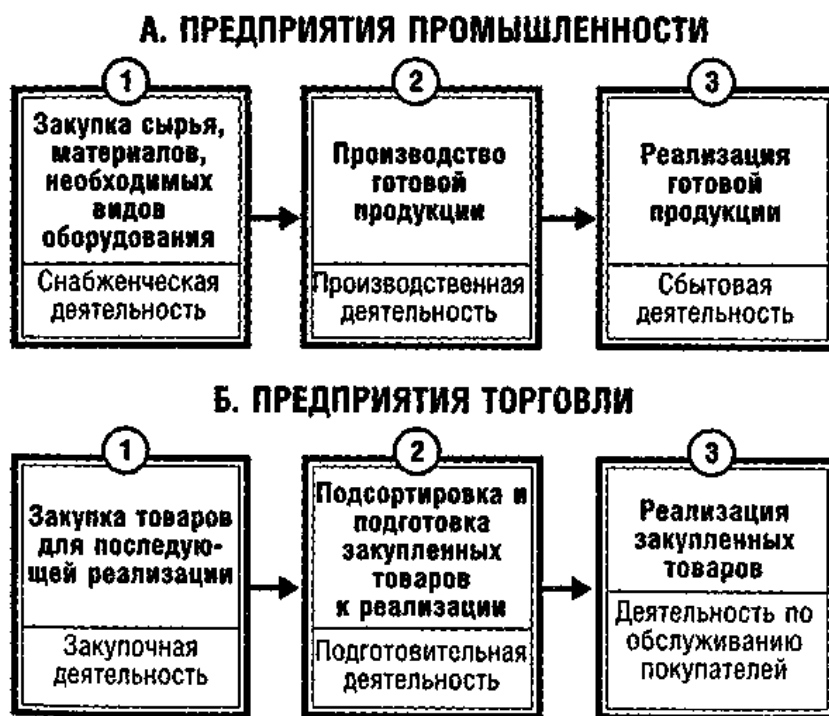 А. ПРЕДПРИЯТИЯ ПРОМЫШЛЕННОСТИ
1
Закупка сырья,
материалов,
необходимых
видов
оборудования
Снабженческая
деятельность
2
Производство
готовой
продукции
Производственная
деятельность
3
Реализация
готовой
продукции
Сбытовая
деятельность
Б. ПРЕДПРИЯТИЯ ТОРГОВЛИ
1
Закупка товаров
для последую-
щей реализации
Закупочная
деятельность
2
Подсортировка и
подготовка
закупленных
товаров
к реализации
Подготовительная
деятельность
3
Реализация
закупленных
товаров
Деятельность по
обслуживанию
покупателей